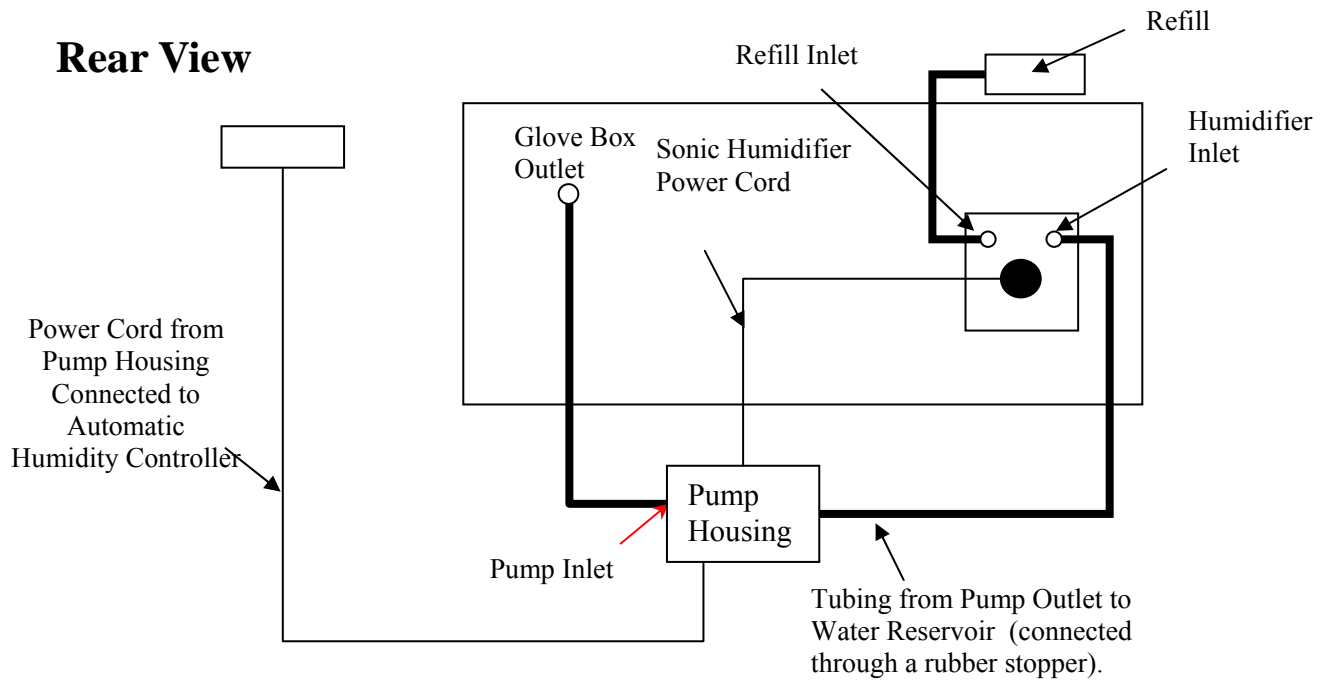 Rear View
Refill
Refill Inlet
Humidifier
Inlet
Glove Box
Outlet
Sonic Humidifier
Power Cord
Power Cord from
Pump Housing
Connected to
Automatic
Humidity Controller
Pump
Housing
Pump Inlet
Tubing from Pump Outlet to
Water Reservoir (connected
through a rubber stopper).